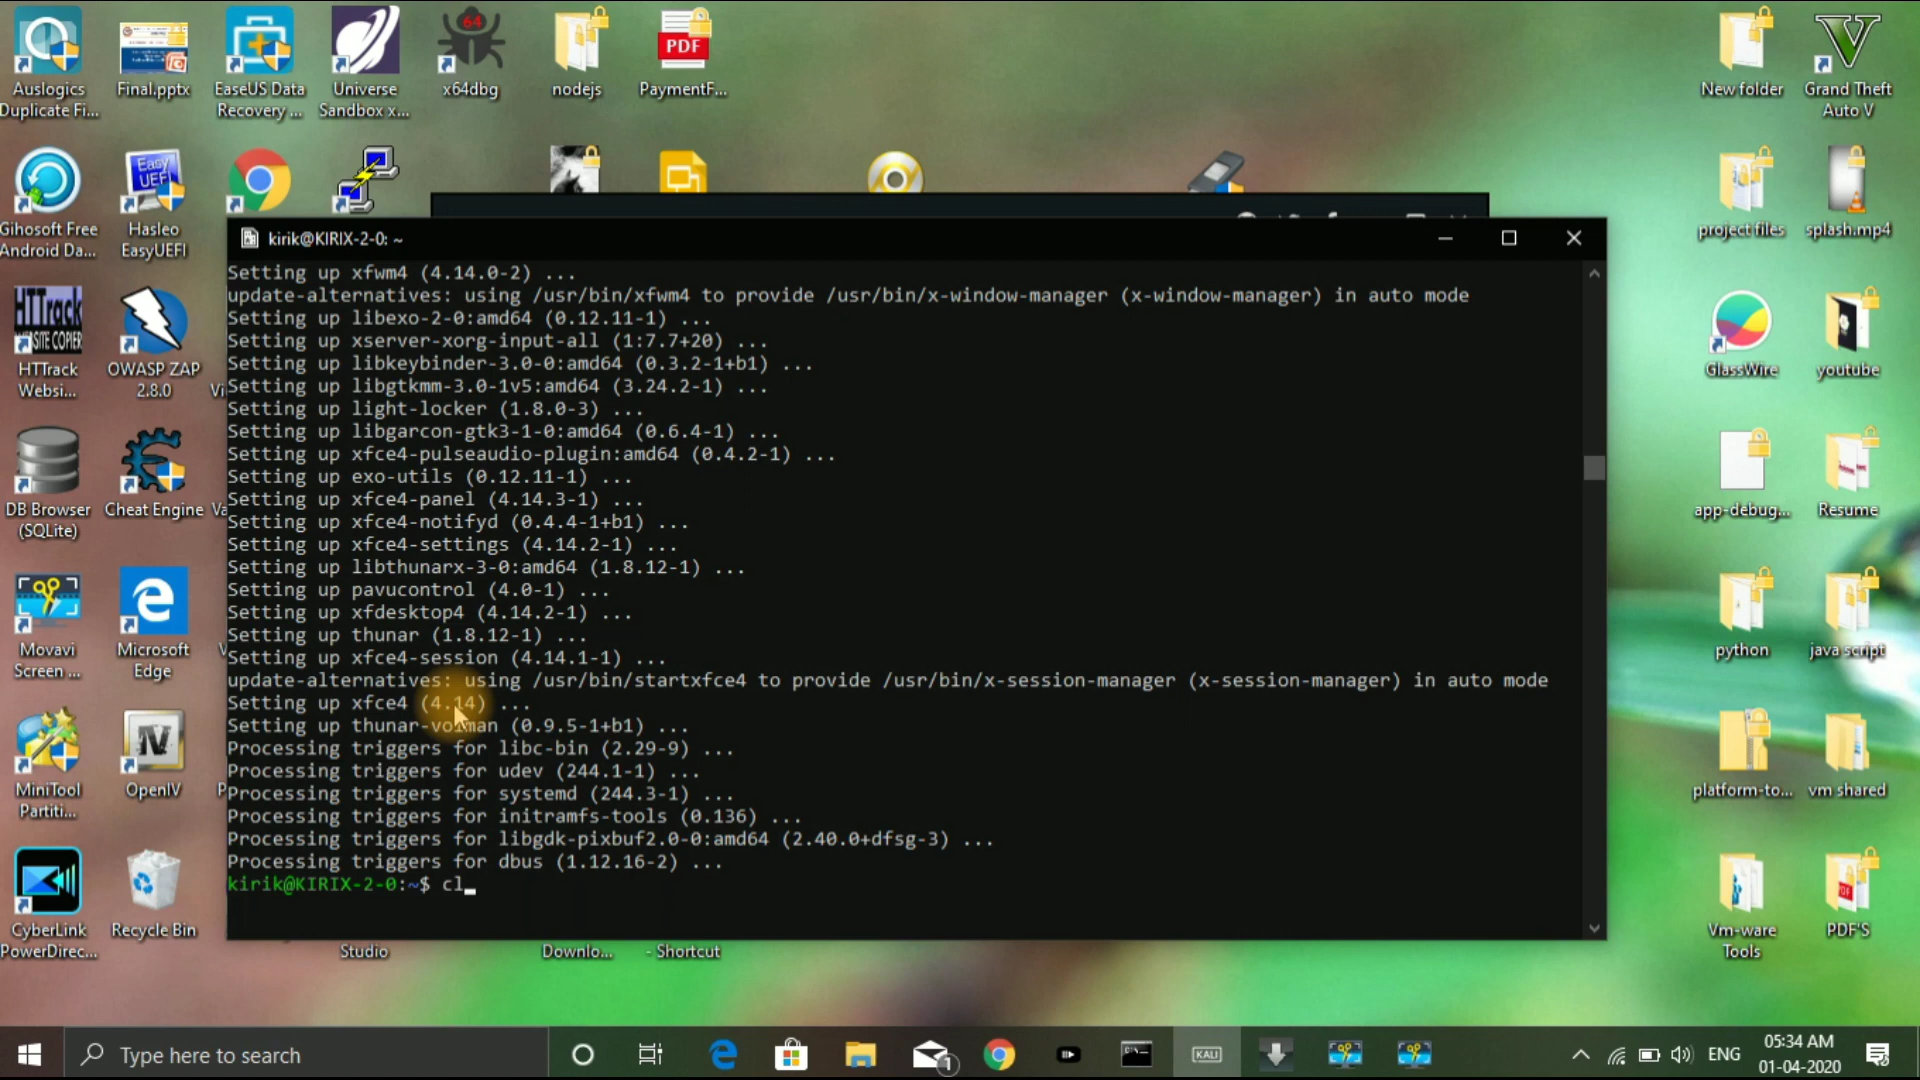 Auslogics
Duplicate Fi...
Final.pptx
EaseUS Data
Recovery ...
Universe
Sandbox x...
64
x64dbg
nodejs
PDF
PaymentF...
New folder
Grand Theft
Auto V
Gihosoft Free
Android Da...
Easy
UEFI
Hasleo
EasyUEFI
project files
splash.mp4
HTTrack
WEBSITE COPIER
HTTrack
Websi...
OWASP ZAP
2.8.0
GlassWire
youtube
DB Browser
(SQLite)
Cheat Engine
app-debug...
Resume
Movavi
Screen ...
Microsoft
Edge
python
java script
MiniTool
Partiti...
OpenIV
platform-to...
vm shared
CyberLink
PowerDirec...
Recycle Bin
Studio
Downlo...
- Shortcut
Vm-ware
Tools
PDF
PDF'S
kirik@KIRIX-2-0: ~
Setting up xfwm4 (4.14.0-2) ...
update-alternatives: using /usr/bin/xfwm4 to provide /usr/bin/x-window-manager (x-window-manager) in auto mode
Setting up libexo-2-0:amd64 (0.12.11-1) ...
Setting up xserver-xorg-input-all (1:7.7+20) ...
Setting up libkeybinder-3.0-0:amd64 (0.3.2-1+b1) ...
Setting up libgtkmm-3.0-1v5:amd64 (3.24.2-1) ...
Setting up light-locker (1.8.0-3) ...
Setting up libgarcon-gtk3-1-0:amd64 (0.6.4-1) ...
Setting up xfce4-pulseaudio-plugin:amd64 (0.4.2-1) ...
Setting up exo-utils (0.12.11-1) ...
Setting up xfce4-panel (4.14.3-1) ...
Setting up xfce4-notifyd (0.4.4-1+b1) ...
Setting up xfce4-settings (4.14.2-1) ...
Setting up libthunarx-3-0:amd64 (1.8.12-1) ...
Setting up pavucontrol (4.0-1) ...
Setting up xfdesktop4 (4.14.2-1) ...
Setting up thunar (1.8.12-1) ...
Setting up xfce4-session (4.14.1-1) ...
update-alternatives: using /usr/bin/startxfce4 to provide /usr/bin/x-session-manager (x-session-manager) in auto mode
Setting up xfce4 (4.14) ...
Setting up thunar-volman (0.9.5-1+b1) ...
Processing triggers for libc-bin (2.29-9) ...
Processing triggers for udev (244.1-1) ...
Processing triggers for systemd (244.3-1) ...
Processing triggers for initramfs-tools (0.136) ...
Processing triggers for libgdk-pixbuf2.0-0:amd64 (2.40.0+dfsg-3) ...
Processing triggers for dbus (1.12.16-2) ...
kirik@KIRIX-2-0:~$ cl
Type here to search
1
KALI
ENG
05:34 AM
01-04-2020